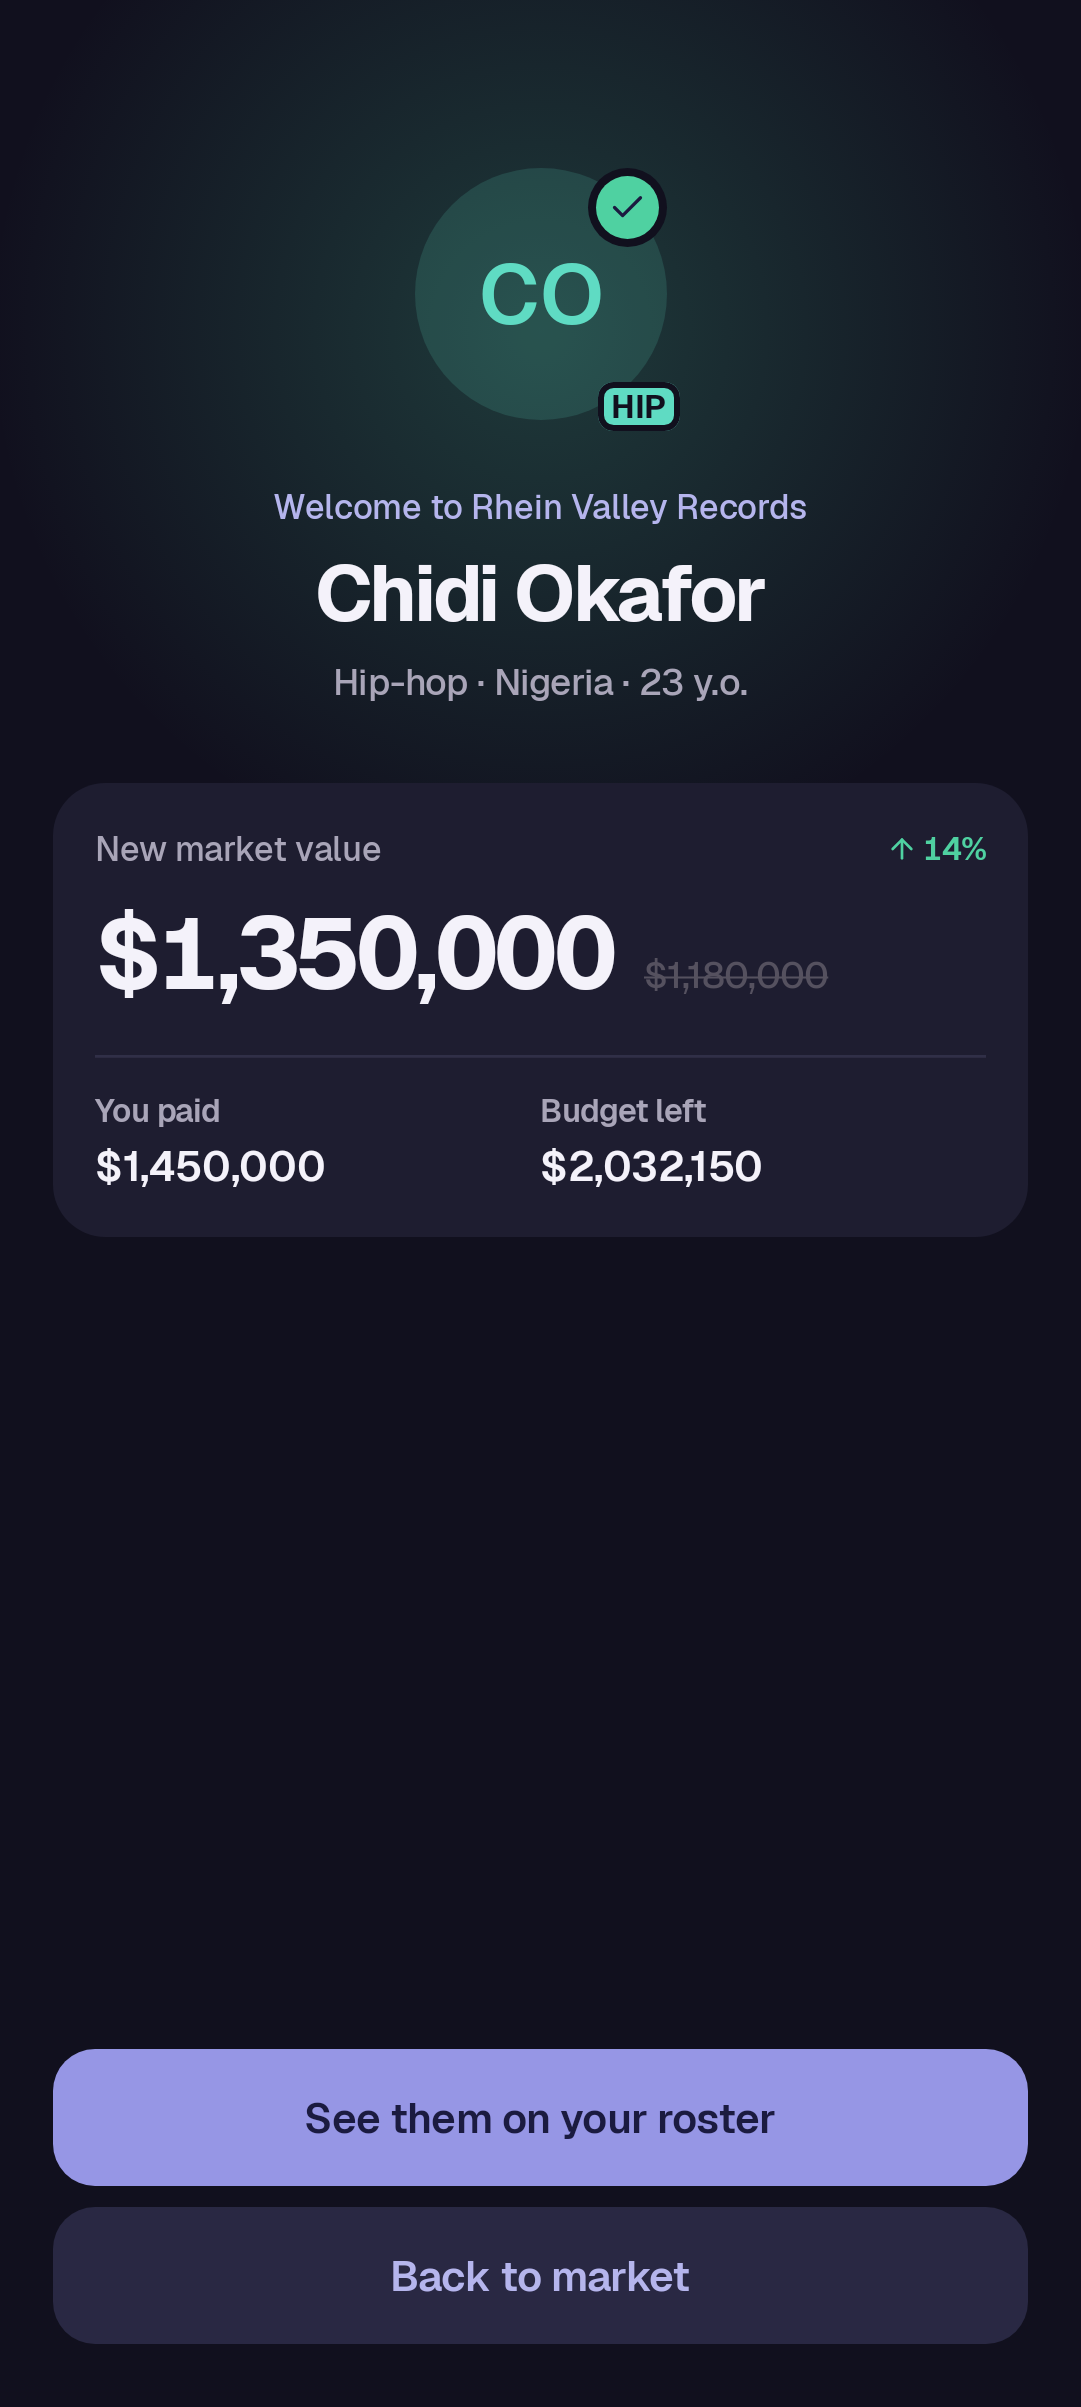 CO
HIP
Welcome to Rhein Valley Records
Chidi Okafor
Hip-hop · Nigeria · 23 y.o.
New market value ↑ 14%
$1,350,000 $1,180,000
You paid Budget left
$1,450,000 $2,032,150
See them on your roster
Back to market